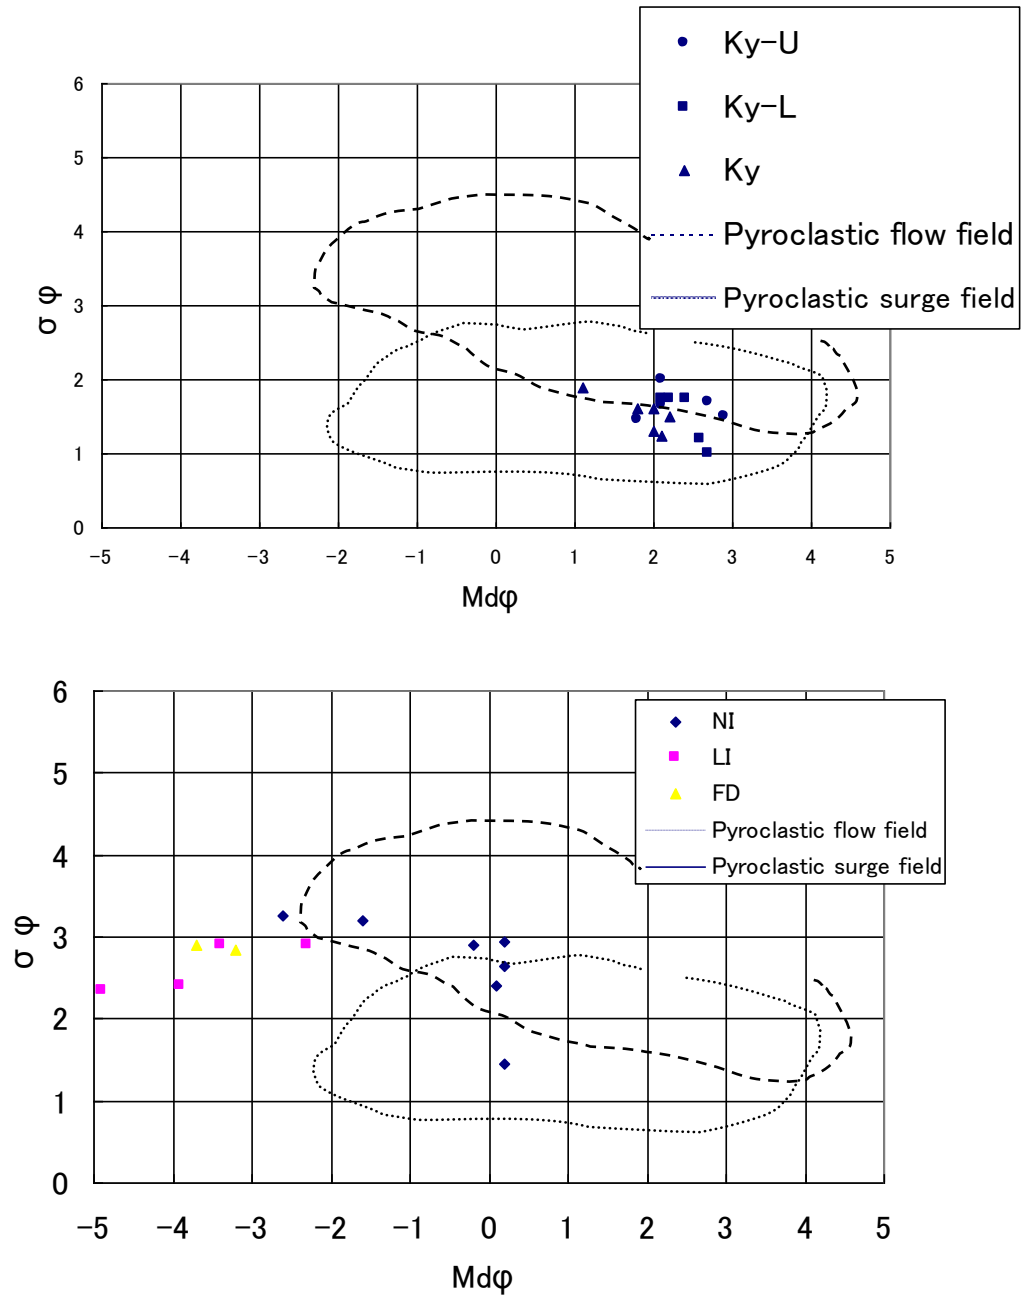 Ky-U
Ky-L
Ky
Pyroclastic flow field
Pyroclastic surge field
6
5
4
3
2
1
0
σ φ
-5 -4 -3 -2 -1 0 1 2 3 4 5
Mdφ
NI
LI
FD
Pyroclastic flow field
Pyroclastic surge field
6
5
4
3
2
1
0
σ φ
-5 -4 -3 -2 -1 0 1 2 3 4 5
Mdφ